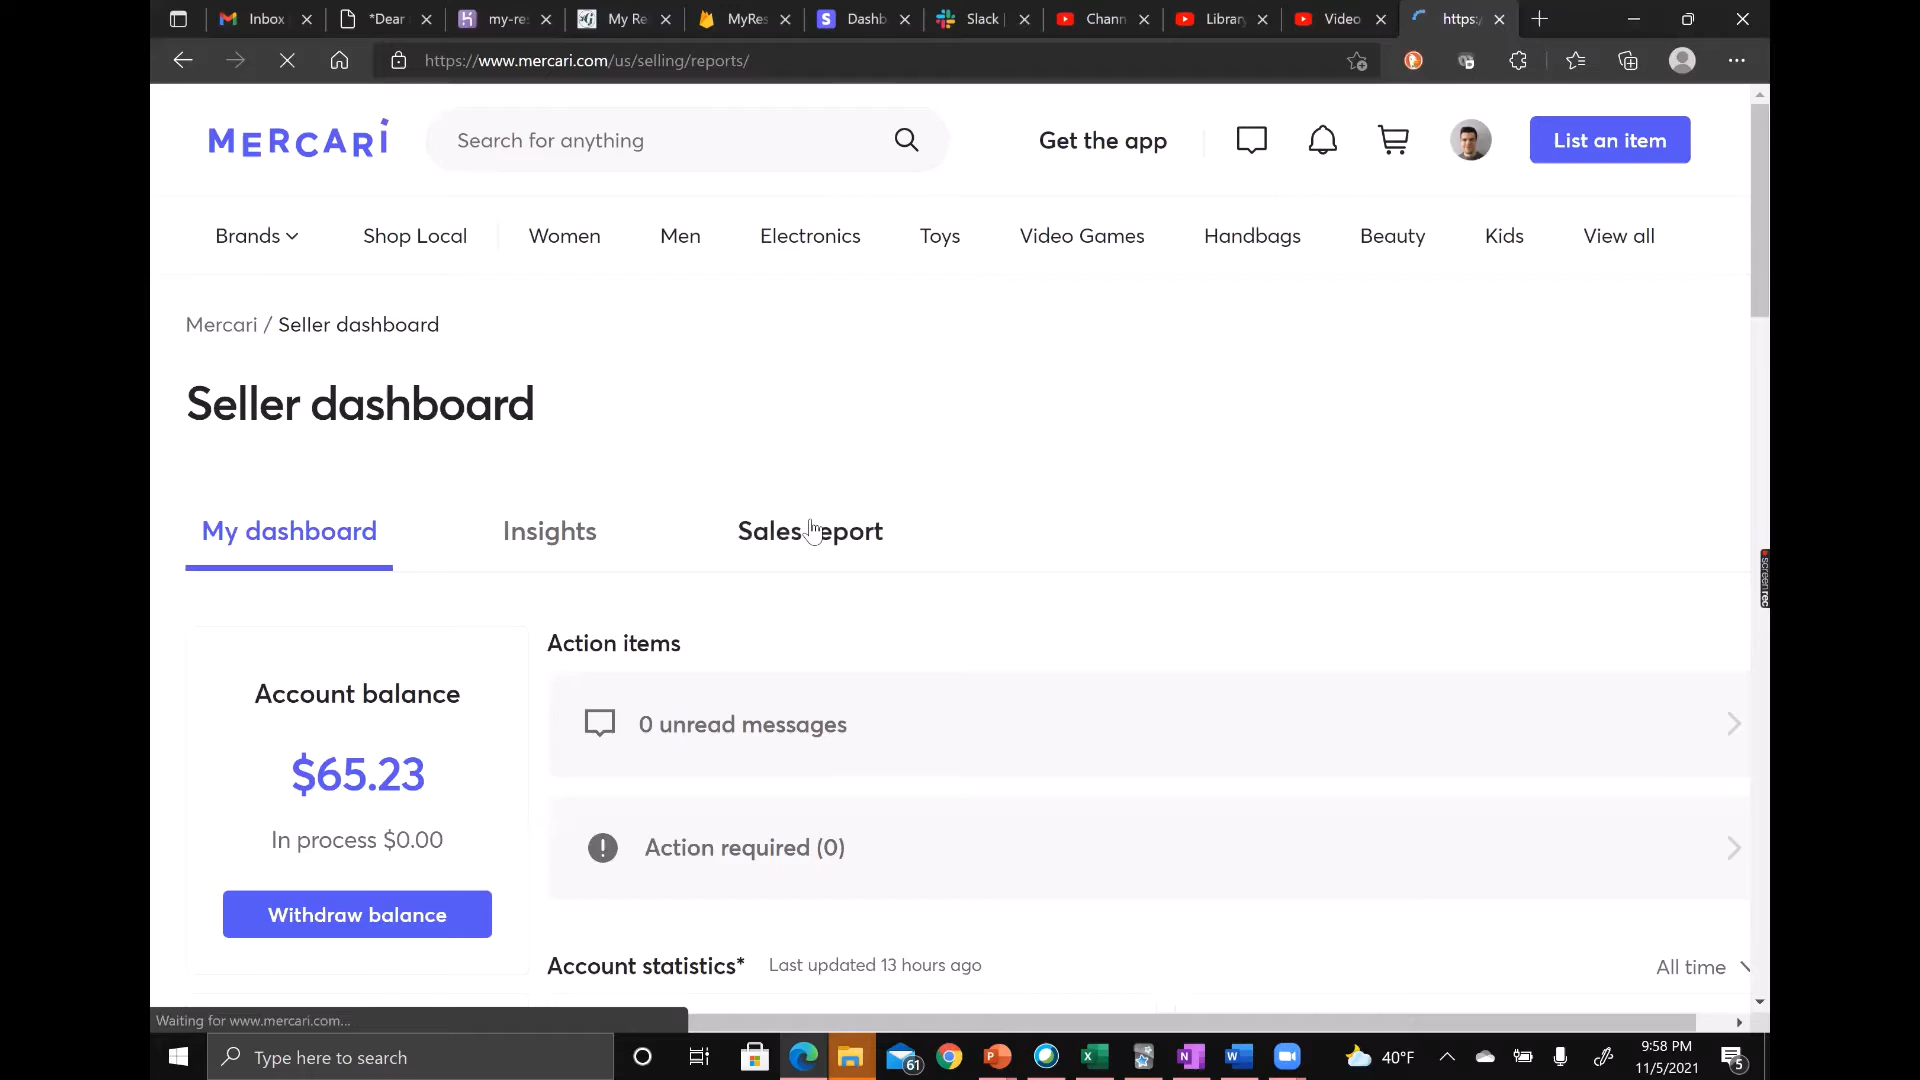 Inbox
*Dear
my-re
My Re
MyRes
Dashb
Slack
Chann
Library
Video
https:/
https://www.mercari.com/us/selling/reports/
MERCARI
Search for anything
Get the app
List an item
Brands
Shop Local
Women
Men
Electronics
Toys
Video Games
Handbags
Beauty
Kids
View all
Mercari / Seller dashboard
Seller dashboard
My dashboard
Insights
Sales report
Account balance
$65.23
In process $0.00
Withdraw balance
Action items
0 unread messages
Action required (0)
Account statistics*
Last updated 13 hours ago
All time
Waiting for www.mercari.com...
Type here to search
61
40°F
9:58 PM
11/5/2021
5
screenrec